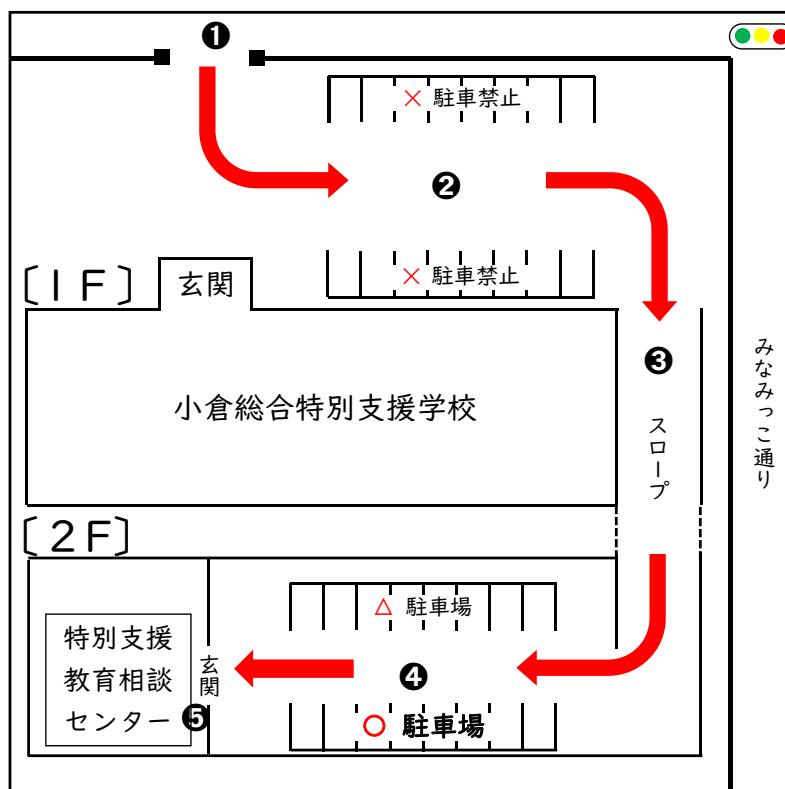 ❶
× 駐車禁止
❷
× 駐車禁止
〔1F〕
玄関
❸
小倉総合特別支援学校
スロープ
みなみっこ通り
〔2F〕
△ 駐車場
特別支援
教育相談
センター
❺
玄関
❹
○ 駐車場